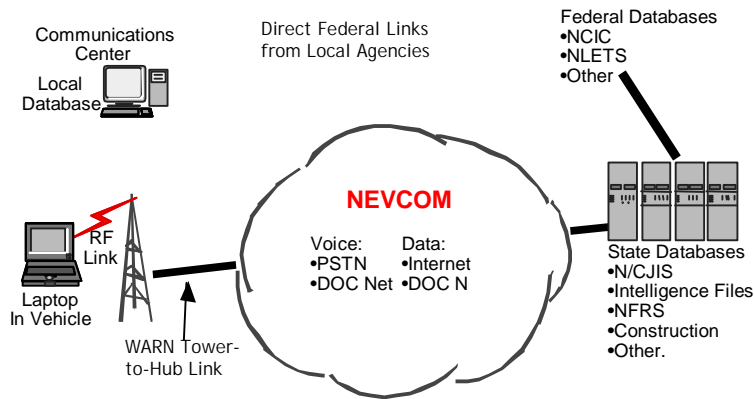 Communications
Center
Local
Database
Direct Federal Links
from Local Agencies
Federal Databases
•NCIC
•NLETS
•Other
NEVCOM
Voice:
•PSTN
•DOC Net
Data:
•Internet
•DOC N
RF
Link
Laptop
In Vehicle
WARN Tower-
to-Hub Link
State Databases
•N/CJIS
•Intelligence Files
•NFRS
•Construction
•Other.